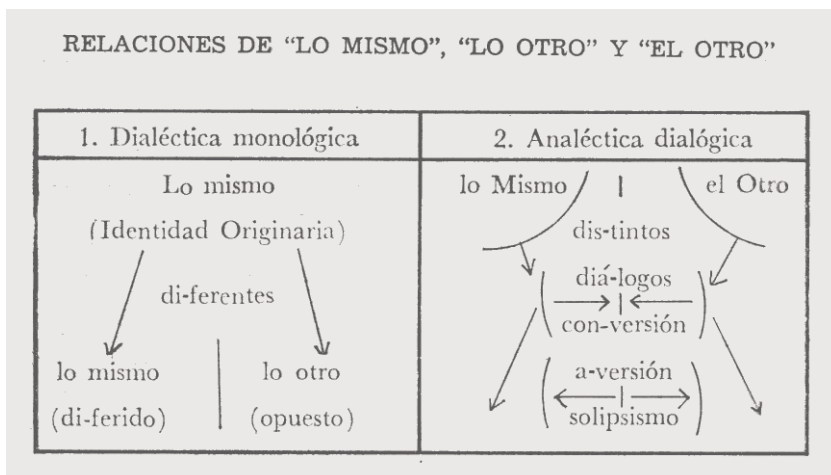 RELACIONES DE “LO MISMO”, “LO OTRO” Y “EL OTRO”
1. Dialéctica monológica
Lo mismo
(Identidad Originaria)
di-ferentes
lo mismo
lo otro
(di-ferido)
(opuesto)
2. Analéctica dialógica
lo Mismo
el Otro
dis-tintos
diá-logos
con-versión
a-versión
solipsismo